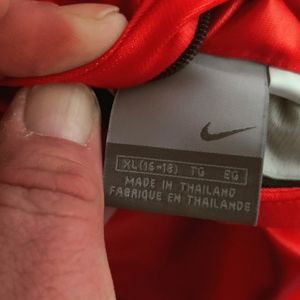 XL(16-18) TG EG
MADE IN THAILAND
FABRIQUE EN THAILANDE